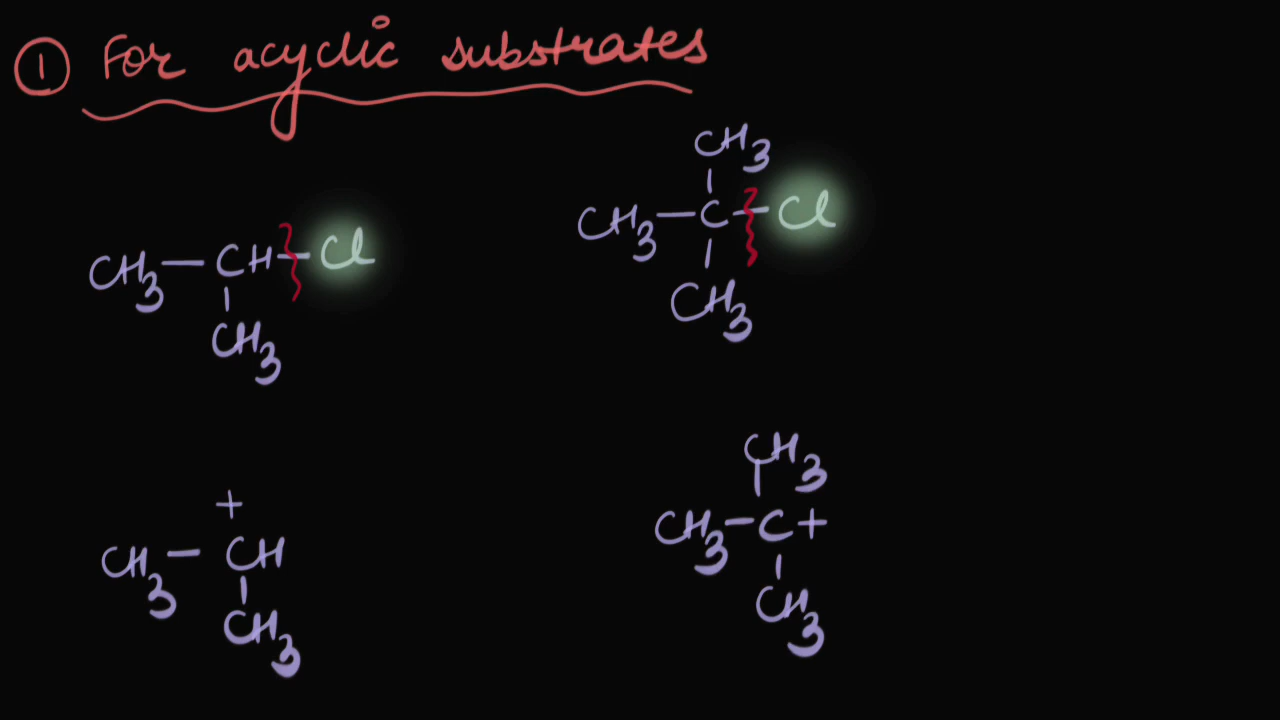 ① For acyclic substrates
CH3
CH3—C—Cl
CH3—CH—Cl
CH3
CH3
CH3
+
CH3—C+
CH3—CH
CH3
CH3